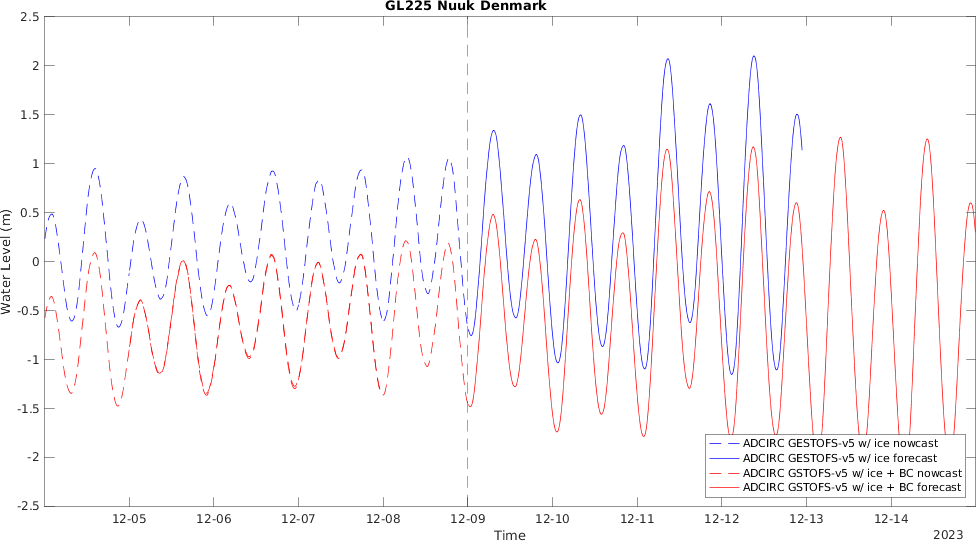 GL225 Nuuk Denmark
2.5
2
1.5
1
0.5
0
-0.5
-1
-1.5
-2
-2.5
Water Level (m)
ADCIRC GESTOFS-v5 w/ ice nowcast
ADCIRC GESTOFS-v5 w/ ice forecast
ADCIRC GSTOFS-v5 w/ ice + BC nowcast
ADCIRC GSTOFS-v5 w/ ice + BC forecast
12-05 12-06 12-07 12-08 12-09 12-10 12-11 12-12 12-13 12-14
Time
2023